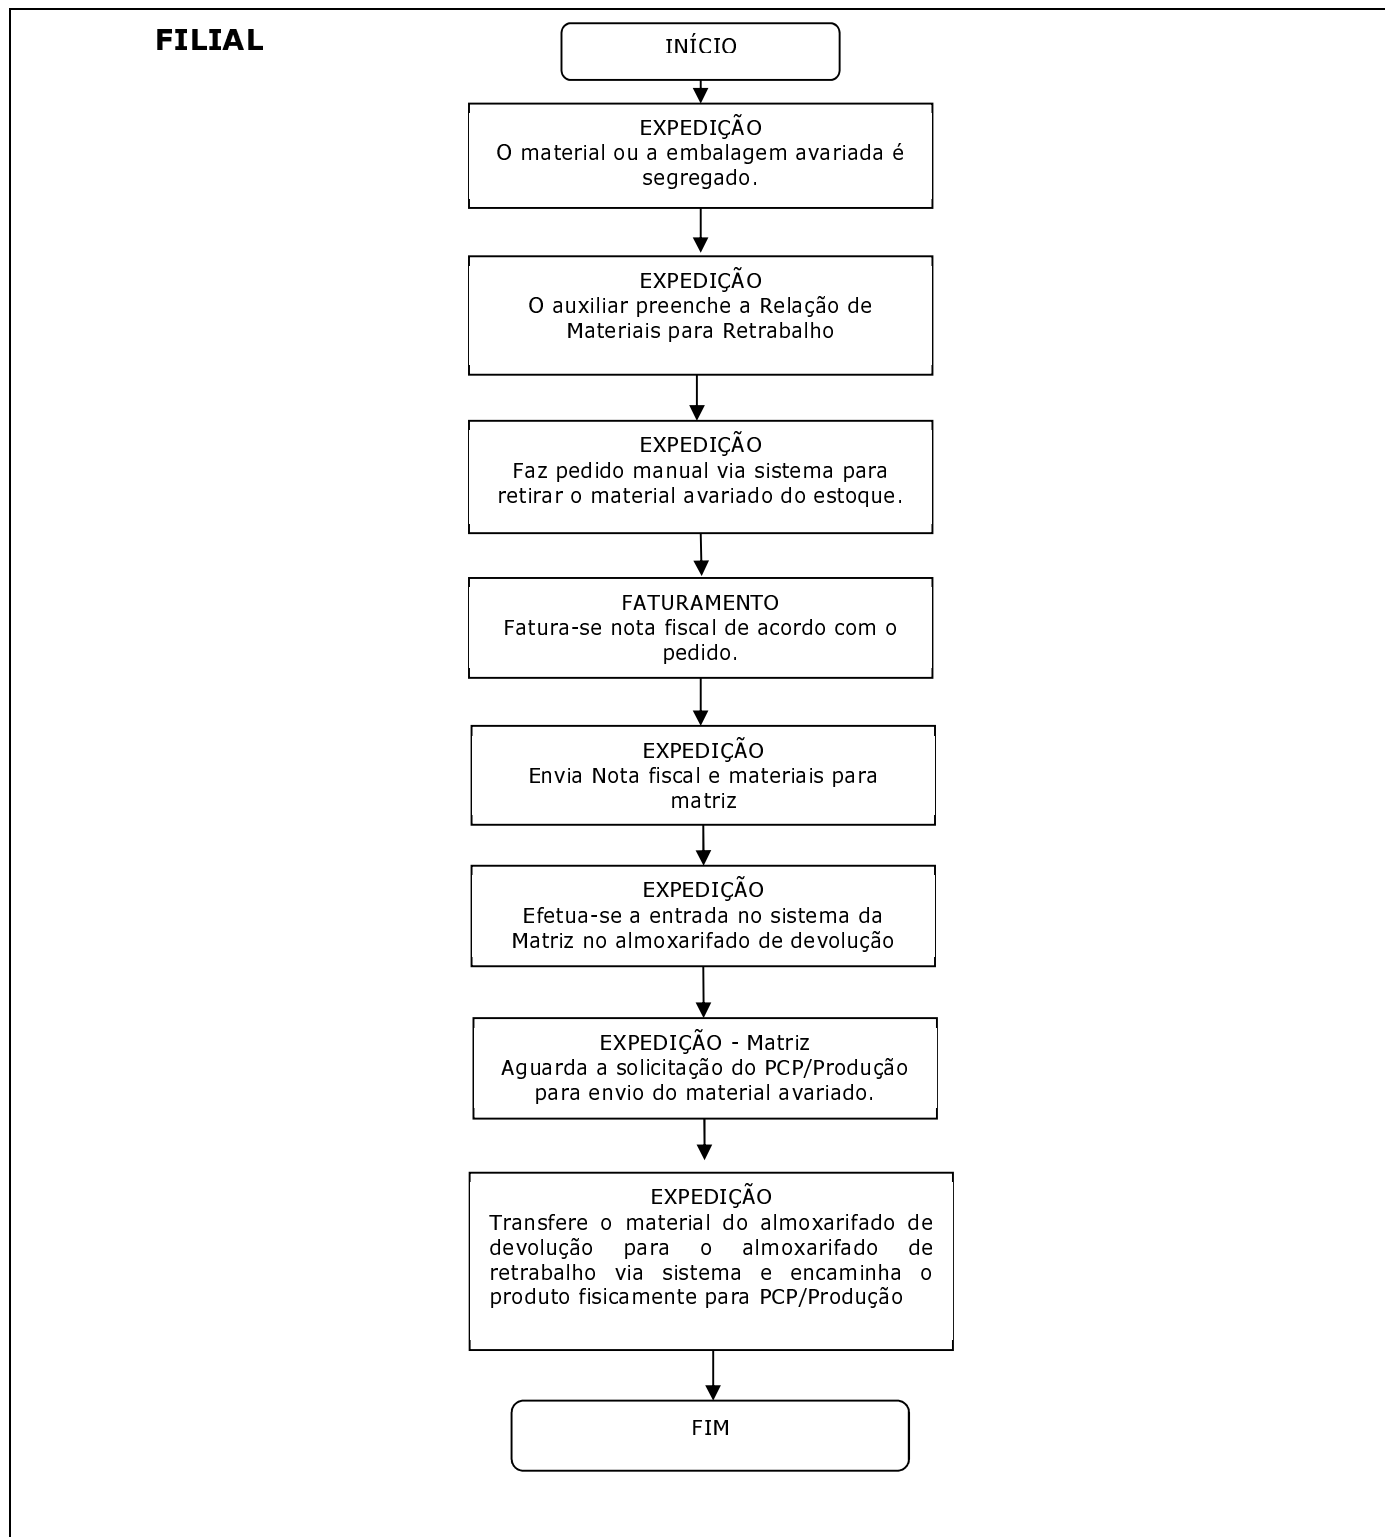 FILIAL
INÍCIO
EXPEDIÇÃO
O material ou a embalagem avariada é
segregado.
EXPEDIÇÃO
O auxiliar preenche a Relação de
Materiais para Retrabalho
EXPEDIÇÃO
Faz pedido manual via sistema para
retirar o material avariado do estoque.
FATURAMENTO
Fatura-se nota fiscal de acordo com o
pedido.
EXPEDIÇÃO
Envia Nota fiscal e materiais para
matriz
EXPEDIÇÃO
Efetua-se a entrada no sistema da
Matriz no almoxarifado de devolução
EXPEDIÇÃO - Matriz
Aguarda a solicitação do PCP/Produção
para envio do material avariado.
EXPEDIÇÃO
Transfere o material do almoxarifado de
devolução para o almoxarifado de
retrabalho via sistema e encaminha o
produto fisicamente para PCP/Produção
FIM